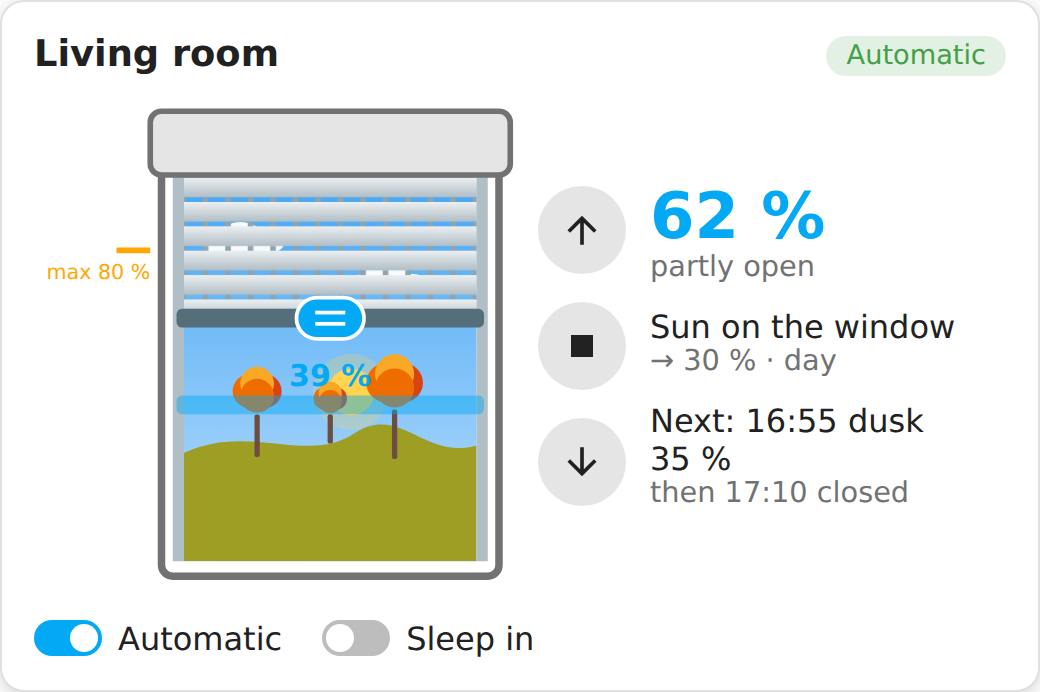 Living room
Automatic
max 80 %
39 %
62 %
partly open
Sun on the window
→ 30 % · day
Next: 16:55 dusk
35 %
then 17:10 closed
Automatic
Sleep in